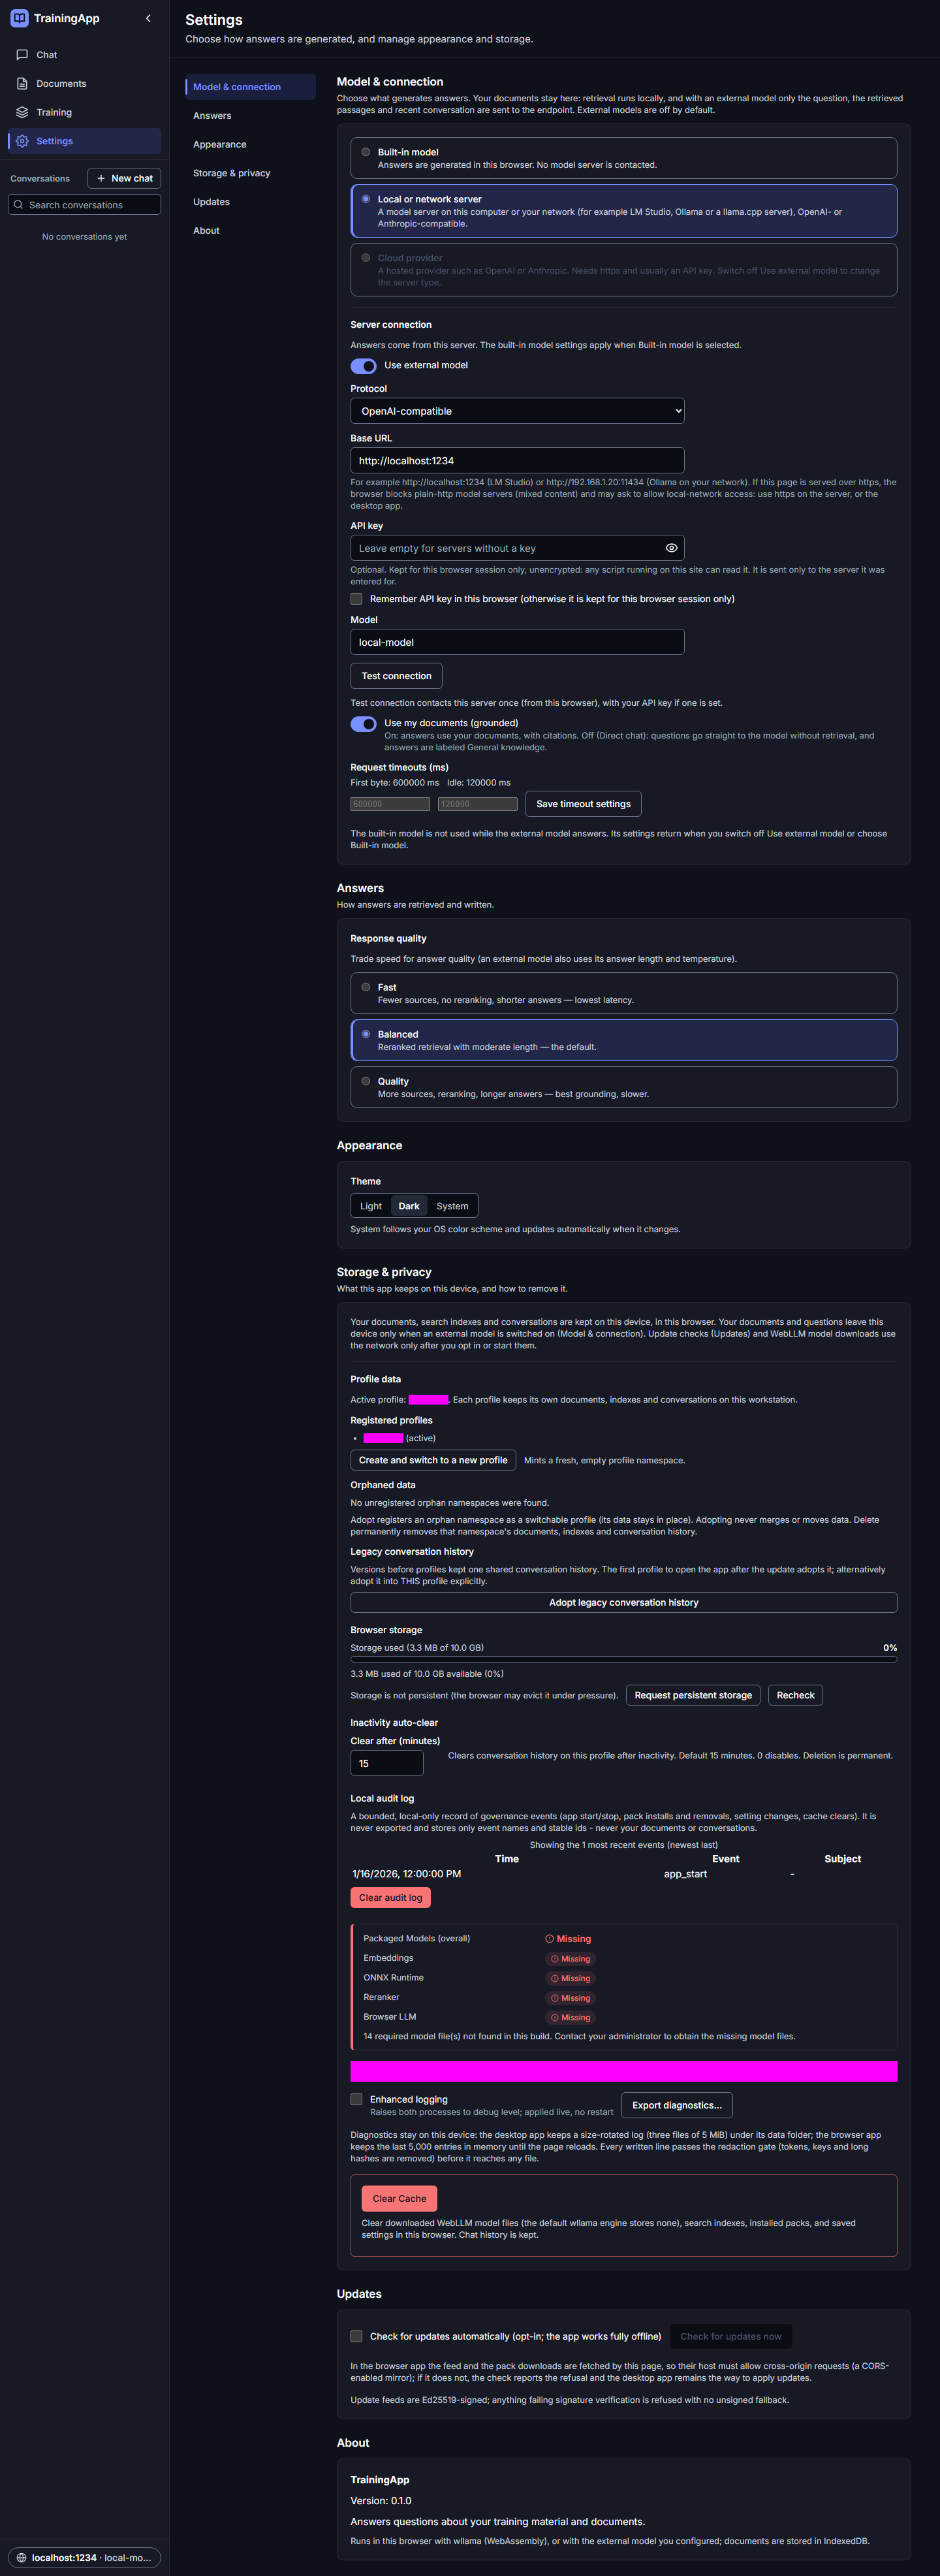 TrainingApp
Chat
Documents
Training
Settings
Conversations
New chat
Search conversations
No conversations yet
Settings
Choose how answers are generated, and manage appearance and storage.
Model & connection
Answers
Appearance
Storage & privacy
Updates
About
Model & connection
Choose what generates answers. Your documents stay here: retrieval runs locally, and with an external model only the question, the retrieved
passages and recent conversation are sent to the endpoint. External models are off by default.
Built-in model
Answers are generated in this browser. No model server is contacted.
Local or network server
A model server on this computer or your network (for example LM Studio, Ollama or a llama.cpp server), OpenAI- or
Anthropic-compatible.
Cloud provider
A hosted provider such as OpenAI or Anthropic. Needs https and usually an API key. Switch off Use external model to change
the server type.
Server connection
Answers come from this server. The built-in model settings apply when Built-in model is selected.
Use external model
Protocol
OpenAI-compatible
Base URL
http://localhost:1234
For example http://localhost:1234 (LM Studio) or http://192.168.1.20:11434 (Ollama on your network). If this page is served over https, the
browser blocks plain-http model servers (mixed content) and may ask to allow local-network access: use https on the server, or the
desktop app.
API key
Leave empty for servers without a key
Optional. Kept for this browser session only, unencrypted: any script running on this site can read it. It is sent only to the server it was
entered for.
Remember API key in this browser (otherwise it is kept for this browser session only)
Model
local-model
Test connection
Test connection contacts this server once (from this browser), with your API key if one is set.
Use my documents (grounded)
On: answers use your documents, with citations. Off (Direct chat): questions go straight to the model without retrieval, and
answers are labeled General knowledge.
Request timeouts (ms)
First byte: 600000 ms Idle: 120000 ms
600000 120000 Save timeout settings
The built-in model is not used while the external model answers. Its settings return when you switch off Use external model or choose
Built-in model.
Answers
How answers are retrieved and written.
Response quality
Trade speed for answer quality (an external model also uses its answer length and temperature).
Fast
Fewer sources, no reranking, shorter answers — lowest latency.
Balanced
Reranked retrieval with moderate length — the default.
Quality
More sources, reranking, longer answers — best grounding, slower.
Appearance
Theme
Light Dark System
System follows your OS color scheme and updates automatically when it changes.
Storage & privacy
What this app keeps on this device, and how to remove it.
Your documents, search indexes and conversations are kept on this device, in this browser. Your documents and questions leave this
device only when an external model is switched on (Model & connection). Update checks (Updates) and WebLLM model downloads use
the network only after you opt in or start them.
Profile data
Active profile: . Each profile keeps its own documents, indexes and conversations on this workstation.
Registered profiles
• (active)
Create and switch to a new profile Mints a fresh, empty profile namespace.
Orphaned data
No unregistered orphan namespaces were found.
Adopt registers an orphan namespace as a switchable profile (its data stays in place). Adopting never merges or moves data. Delete
permanently removes that namespace's documents, indexes and conversation history.
Legacy conversation history
Versions before profiles kept one shared conversation history. The first profile to open the app after the update adopts it; alternatively
adopt it into THIS profile explicitly.
Adopt legacy conversation history
Browser storage
Storage used (3.3 MB of 10.0 GB) 0%
3.3 MB used of 10.0 GB available (0%)
Storage is not persistent (the browser may evict it under pressure). Request persistent storage Recheck
Inactivity auto-clear
Clear after (minutes)
15 Clears conversation history on this profile after inactivity. Default 15 minutes. 0 disables. Deletion is permanent.
Local audit log
A bounded, local-only record of governance events (app start/stop, pack installs and removals, setting changes, cache clears). It is
never exported and stores only event names and stable ids - never your documents or conversations.
Showing the 1 most recent events (newest last)
Time Event Subject
1/16/2026, 12:00:00 PM app_start -
Clear audit log
Packaged Models (overall) Missing
Embeddings Missing
ONNX Runtime Missing
Reranker Missing
Browser LLM Missing
14 required model file(s) not found in this build. Contact your administrator to obtain the missing model files.
Enhanced logging
Raises both processes to debug level; applied live, no restart
Export diagnostics...
Diagnostics stay on this device: the desktop app keeps a size-rotated log (three files of 5 MiB) under its data folder; the browser app
keeps the last 5,000 entries in memory until the page reloads. Every written line passes the redaction gate (tokens, keys and long
hashes are removed) before it reaches any file.
Clear Cache
Clear downloaded WebLLM model files (the default wllama engine stores none), search indexes, installed packs, and saved
settings in this browser. Chat history is kept.
Updates
Check for updates automatically (opt-in; the app works fully offline) Check for updates now
In the browser app the feed and the pack downloads are fetched by this page, so their host must allow cross-origin requests (a CORS-
enabled mirror); if it does not, the check reports the refusal and the desktop app remains the way to apply updates.
Update feeds are Ed25519-signed; anything failing signature verification is refused with no unsigned fallback.
About
TrainingApp
Version: 0.1.0
Answers questions about your training material and documents.
Runs in this browser with wllama (WebAssembly), or with the external model you configured; documents are stored in IndexedDB.
localhost:1234 · local-mo...